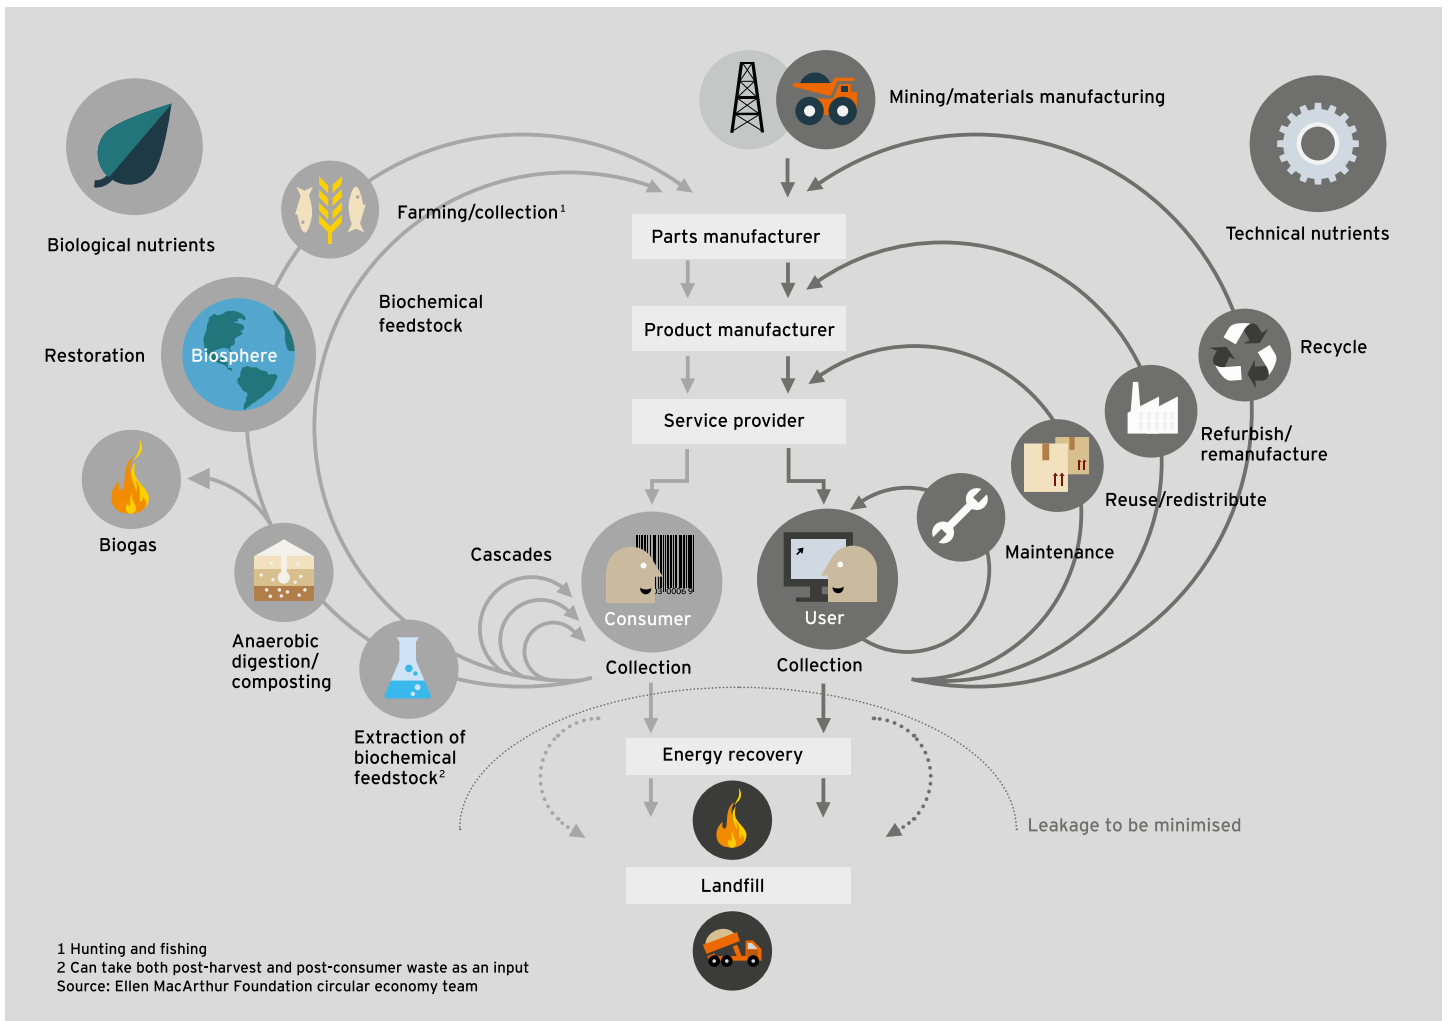 Mining/materials manufacturing
Biological nutrients
Technical nutrients
Farming/collection¹
Parts manufacturer
Biochemical
feedstock
Product manufacturer
Restoration
Biosphere
Recycle
Service provider
Refurbish/
remanufacture
Reuse/redistribute
Biogas
Cascades
Maintenance
03 0006 9
Consumer
User
Anaerobic
digestion/
composting
Collection
Collection
Extraction of
biochemical
feedstock²
Energy recovery
Leakage to be minimised
Landfill
1 Hunting and fishing
2 Can take both post-harvest and post-consumer waste as an input
Source: Ellen MacArthur Foundation circular economy team